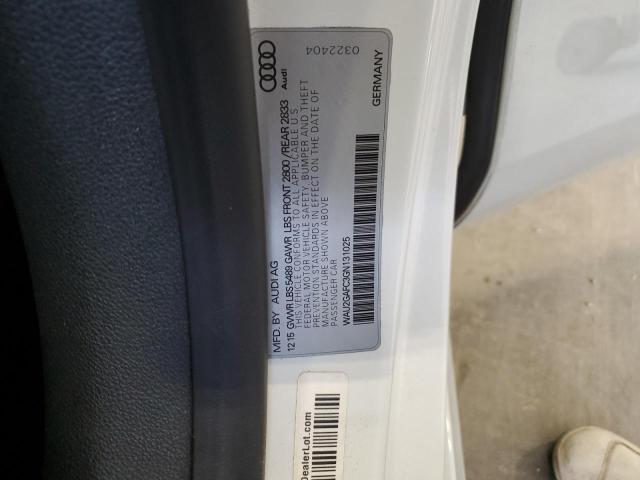 MFD. BY AUDI AG
12.15 GVWR LBS 5489 GAWR LBS FRONT 2800 / REAR 2833
THIS VEHICLE CONFORMS TO ALL APPLICABLE U.S.
FEDERAL MOTOR VEHICLE SAFETY, BUMPER AND THEFT
PREVENTION STANDARDS IN EFFECT ON THE DATE OF
MANUFACTURE SHOWN ABOVE
PASSENGER CAR
WAU2GAFC3GN131025
Audi
0322404
GERMANY
DealerLot.com